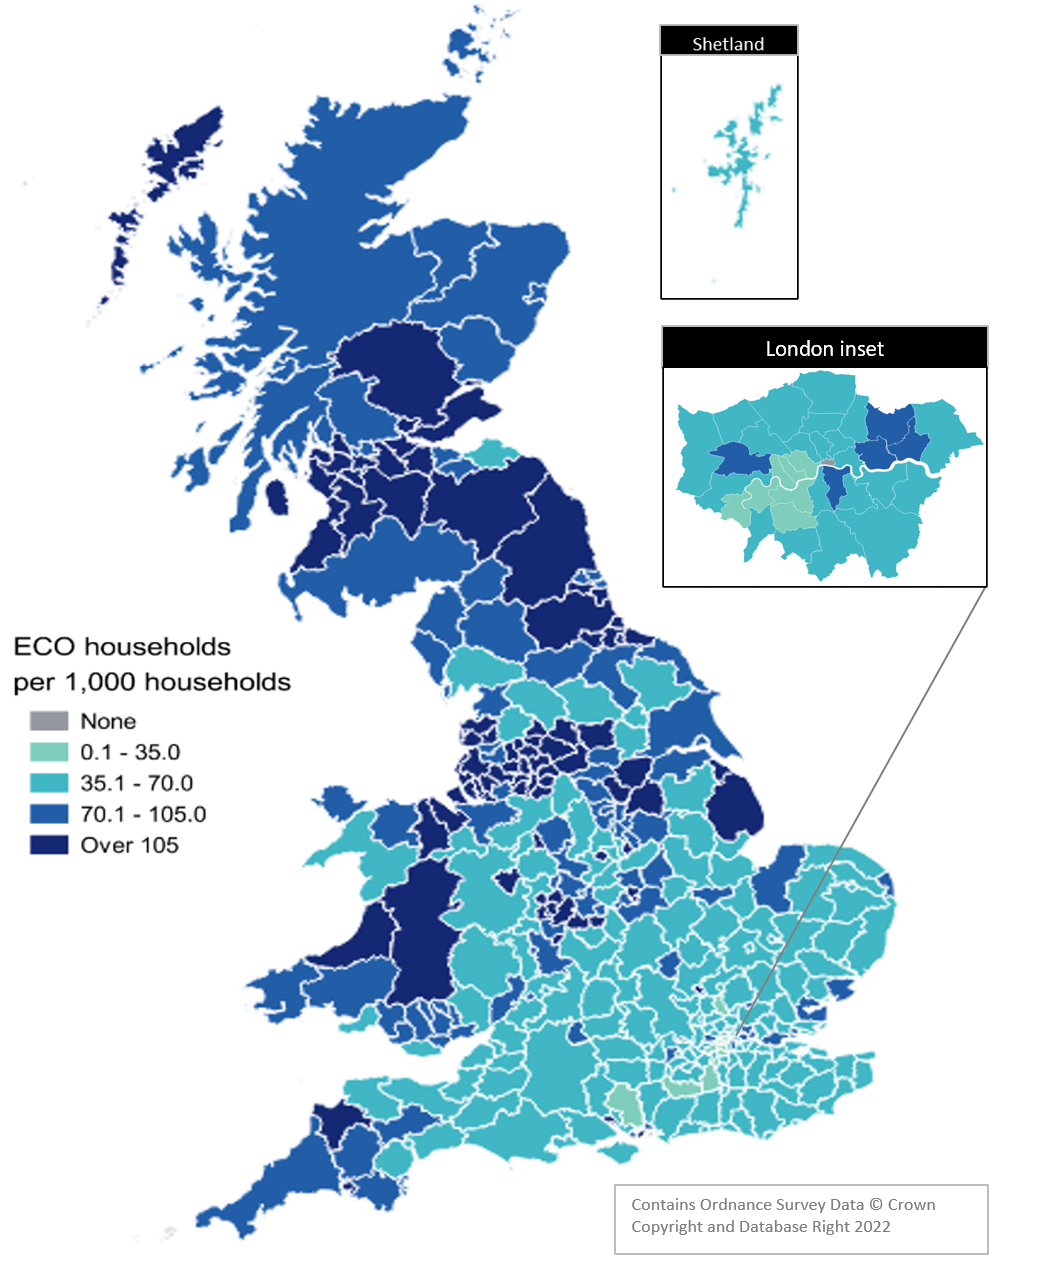 Shetland
London inset
ECO households
per 1,000 households
None
0.1 - 35.0
35.1 - 70.0
70.1 - 105.0
Over 105
Contains Ordnance Survey Data © Crown
Copyright and Database Right 2022